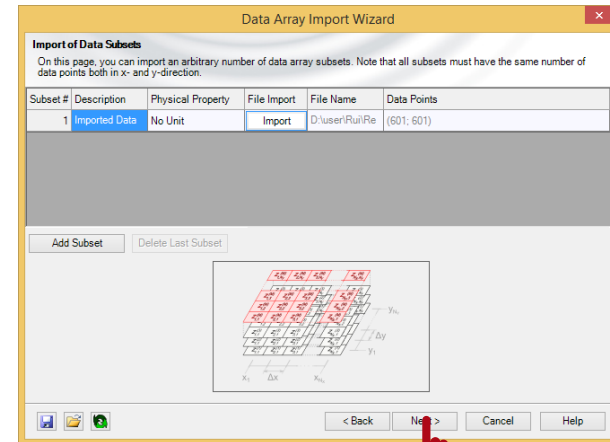 Data Array Import Wizard
Import of Data Subsets
On this page, you can import an arbitrary number of data array subsets. Note that all subsets must have the same number of
data points both in x- and y-direction.
Subset # Description Physical Property File Import File Name Data Points
1 Imported Data No Unit Import D:\user\Rui\Re (601; 601)
Add Subset Delete Last Subset
Δy
Δx
< Back Next > Cancel Help